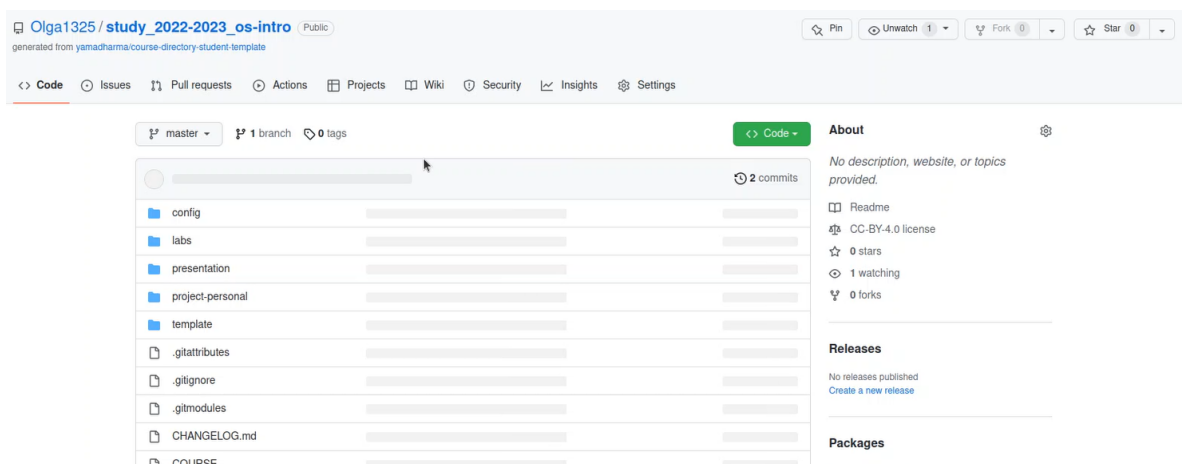 Olga1325 / study_2022-2023_os-intro Public
Pin Unwatch 1 Fork 0 Star 0
generated from yamadharma/course-directory-student-template
Code Issues Pull requests Actions Projects Wiki Security Insights Settings
master 1 branch 0 tags Code
About
No description, website, or topics
provided.
2 commits
config
labs
presentation
project-personal
template
.gitattributes
.gitignore
.gitmodules
CHANGELOG.md
COURSE
Readme
CC-BY-4.0 license
0 stars
1 watching
0 forks
Releases
No releases published
Create a new release
Packages